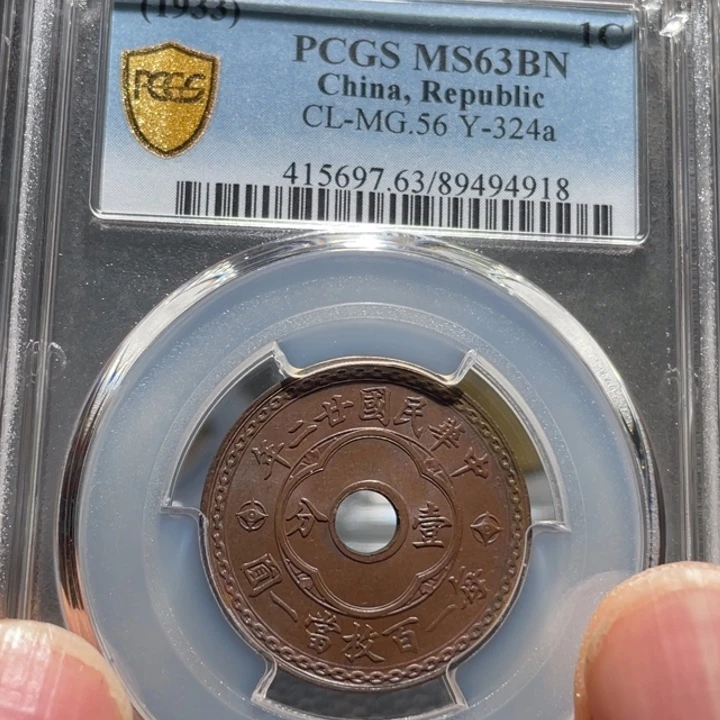 (1933) 1C
PCGS MS63BN
China, Republic
CL-MG.56 Y-324a
415697.63/89494918
PCGS
中華民國廿二年
壹分
每一百枚當一圓